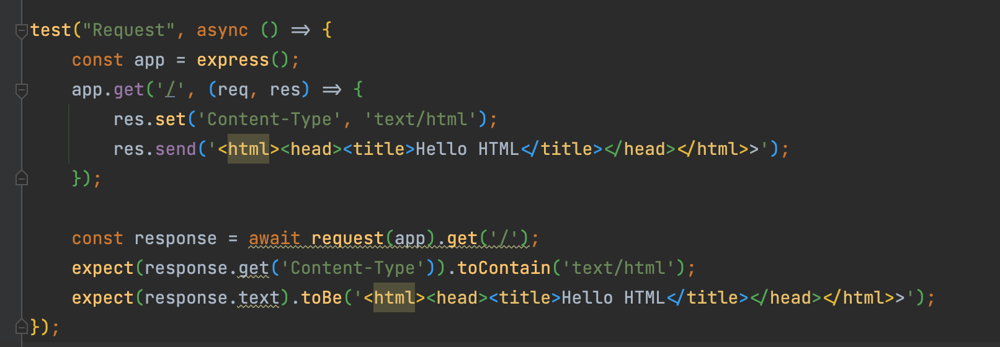 test("Request", async () => {
    const app = express();
    app.get('/', (req, res) => {
        res.set('Content-Type', 'text/html');
        res.send('<html><head><title>Hello HTML</title></head></html>>');
    });

    const response = await request(app).get('/');
    expect(response.get('Content-Type')).toContain('text/html');
    expect(response.text).toBe('<html><head><title>Hello HTML</title></head></html>>');
});